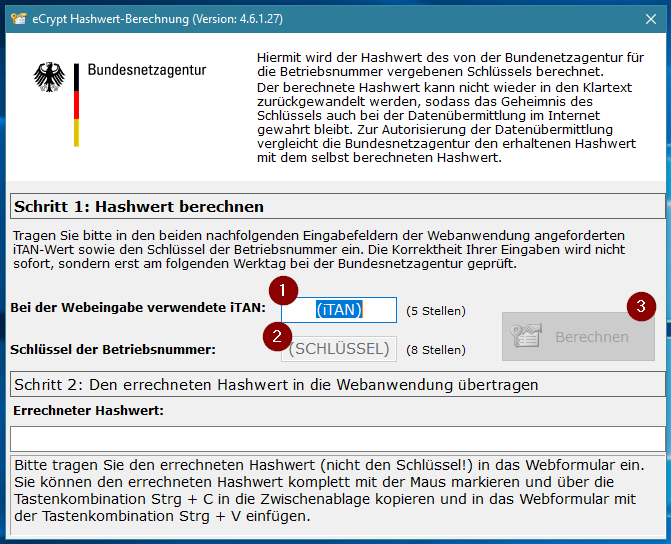 eCrypt Hashwert-Berechnung (Version: 4.6.1.27)
Bundesnetzagentur
Hiermit wird der Hashwert des von der Bundenetzagentur für
die Betriebsnummer vergebenen Schlüssels berechnet.
Der berechnete Hashwert kann nicht wieder in den Klartext
zurückgewandelt werden, sodass das Geheimnis des
Schlüssels auch bei der Datenübermittlung im Internet
gewahrt bleibt. Zur Autorisierung der Datenübermittlung
vergleicht die Bundesnetzagentur den erhaltenen Hashwert
mit dem selbst berechneten Hashwert.
Schritt 1: Hashwert berechnen
Tragen Sie bitte in den beiden nachfolgenden Eingabefeldern der Webanwendung angeforderten
iTAN-Wert sowie den Schlüssel der Betriebsnummer ein. Die Korrektheit Ihrer Eingaben wird nicht
sofort, sondern erst am folgenden Werktag bei der Bundesnetzagentur geprüft.
1
3
Bei der Webeingabe verwendete iTAN: (iTAN) (5 Stellen)
2
Berechnen
Schlüssel der Betriebsnummer: (SCHLÜSSEL) (8 Stellen)
Schritt 2: Den errechneten Hashwert in die Webanwendung übertragen
Errechneter Hashwert:
Bitte tragen Sie den errechneten Hashwert (nicht den Schlüssel!) in das Webformular ein.
Sie können den errechneten Hashwert komplett mit der Maus markieren und über die
Tastenkombination Strg + C in die Zwischenablage kopieren und in das Webformular mit
der Tastenkombination Strg + V einfügen.